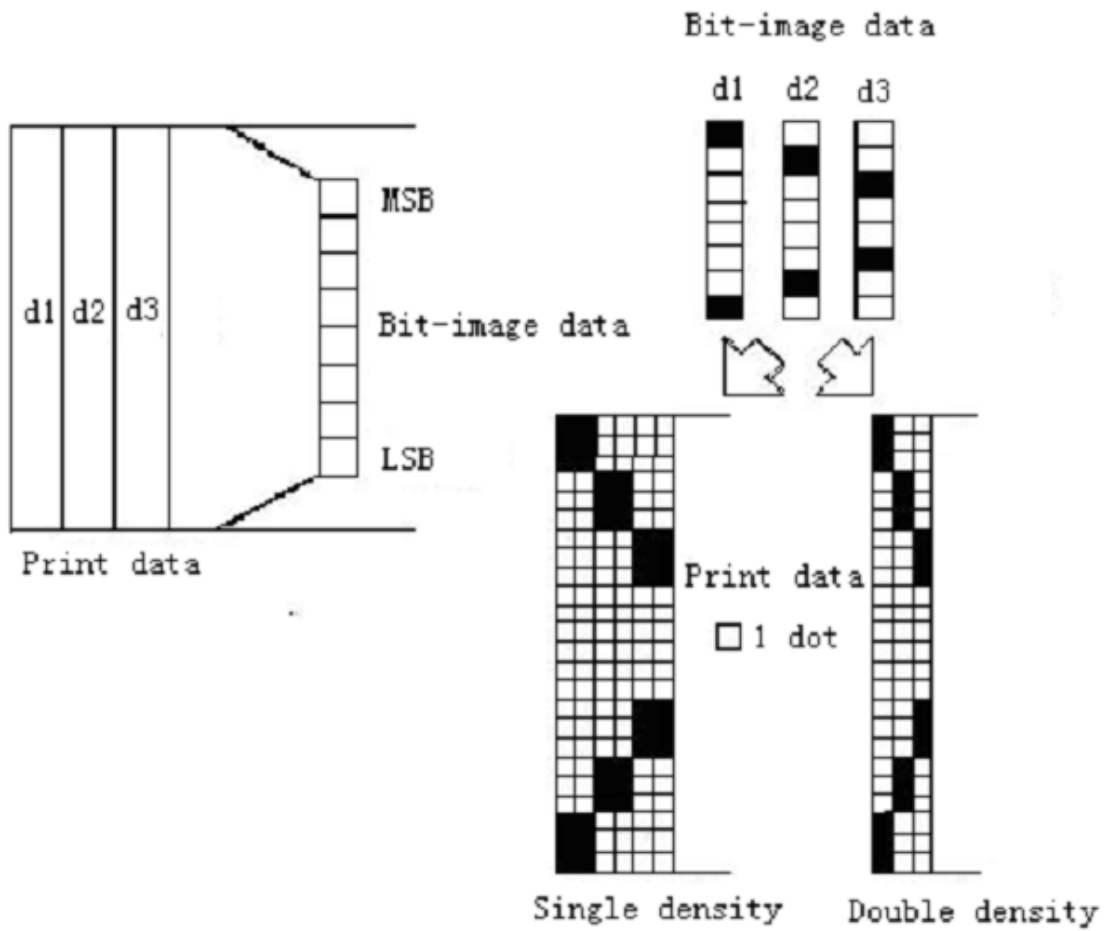 Bit-image data
d1 d2 d3
MSB
d1 d2 d3
Bit-image data
LSB
Print data
Print data
1 dot
Single density
Double density